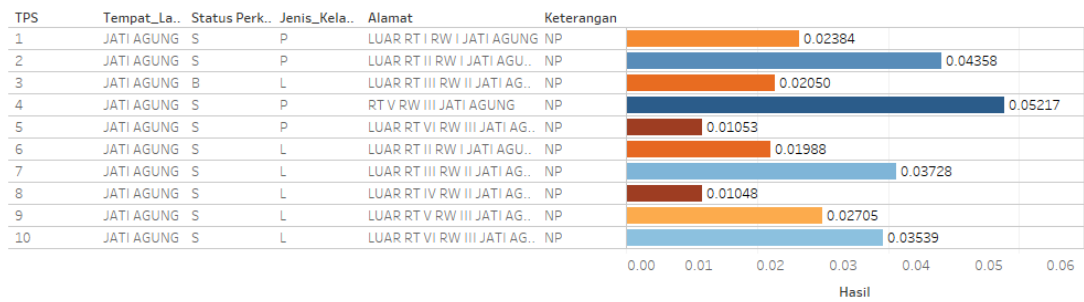 TPS Tempat_La.. Status Perk.. Jenis_Kela.. Alamat Keterangan
1 JATI AGUNG S P LUAR RT I RW I JATI AGUNG NP 0.02384
2 JATI AGUNG S P LUAR RT II RW I JATI AGU.. NP 0.04358
3 JATI AGUNG B L LUAR RT III RW II JATI AG.. NP 0.02050
4 JATI AGUNG S P RT V RW III JATI AGUNG NP 0.05217
5 JATI AGUNG S P LUAR RT VI RW III JATI AG.. NP 0.01053
6 JATI AGUNG S L LUAR RT II RW I JATI AGU.. NP 0.01988
7 JATI AGUNG S L LUAR RT III RW II JATI AG.. NP 0.03728
8 JATI AGUNG S L LUAR RT IV RW II JATI AG.. NP 0.01048
9 JATI AGUNG S L LUAR RT V RW III JATI AG.. NP 0.02705
10 JATI AGUNG S L LUAR RT VI RW III JATI AG.. NP 0.03539
0.00 0.01 0.02 0.03 0.04 0.05 0.06
Hasil